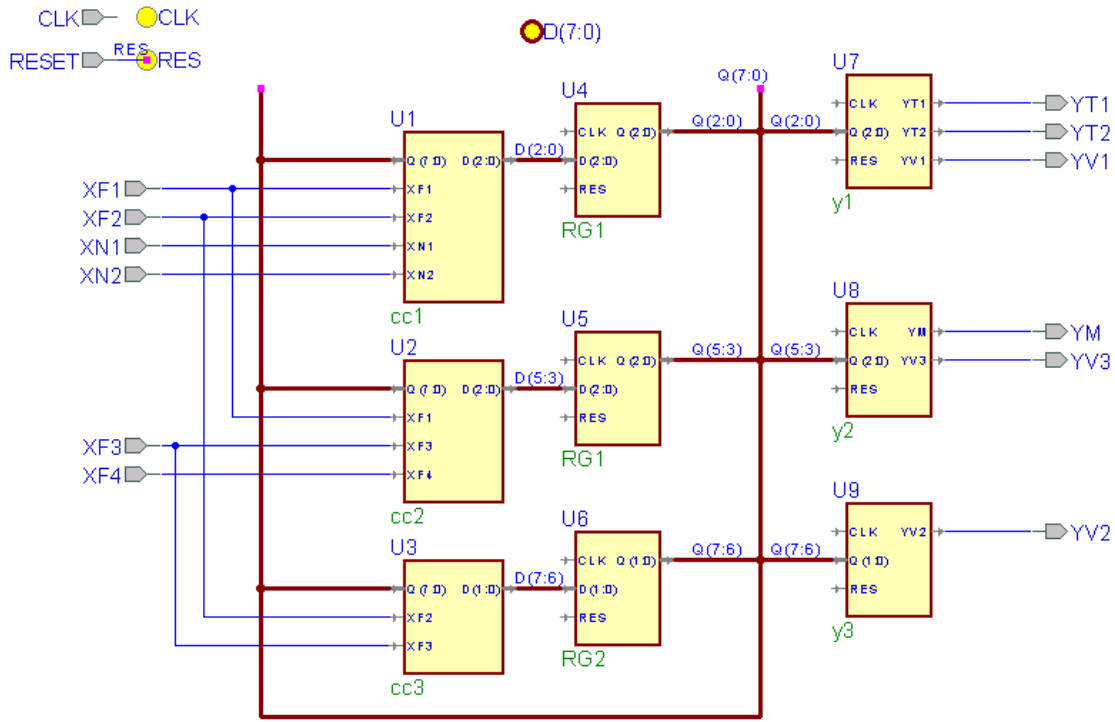 CLK CLK
RESET RES RES
D(7:0)
Q(7:0)
U1
Q(7:0) D(2:0)
XF1
XF2
XN1
XN2
cc1
D(2:0)
U4
CLK Q(2:0)
D(2:0)
RES
RG1
Q(2:0) Q(2:0)
U7
CLK YT1
Q(2:0) YT2
RES YV1
y1
YT1
YT2
YV1
XF1
XF2
XN1
XN2
U2
Q(7:0) D(2:0)
XF1
XF3
XF4
cc2
D(5:3)
U5
CLK Q(2:0)
D(2:0)
RES
RG1
Q(5:3) Q(5:3)
U8
CLK YM
Q(2:0) YV3
RES
y2
YM
YV3
XF3
XF4
U3
Q(7:0) D(1:0)
XF2
XF3
cc3
D(7:6)
U6
CLK Q(1:0)
D(1:0)
RES
RG2
Q(7:6) Q(7:6)
U9
CLK YV2
Q(1:0)
RES
y3
YV2